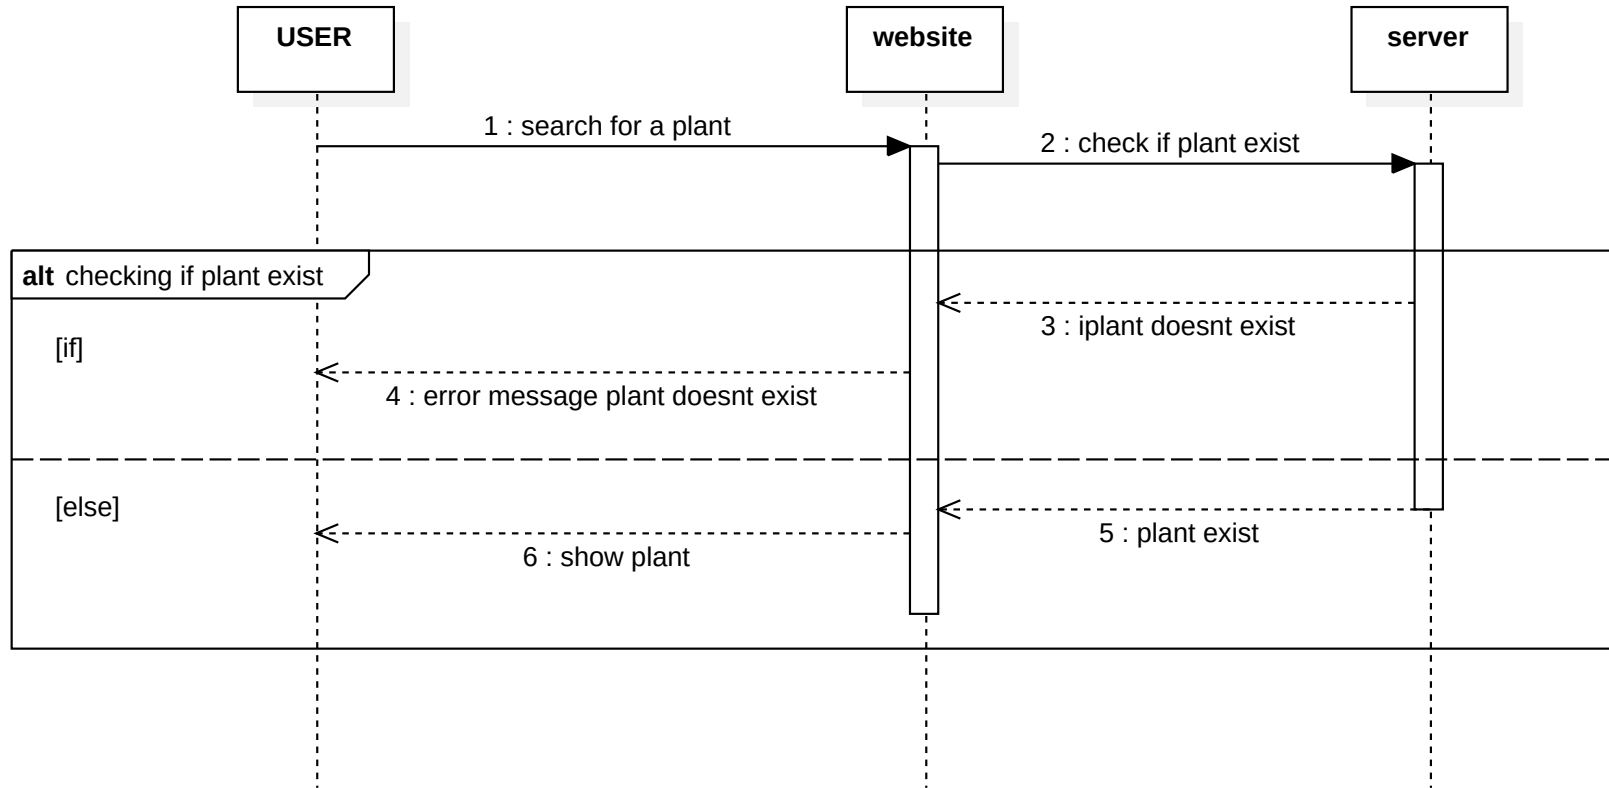 USER
website
server
1 : search for a plant
2 : check if plant exist
alt checking if plant exist
3 : iplant doesnt exist
[if]
4 : error message plant doesnt exist
[else]
5 : plant exist
6 : show plant